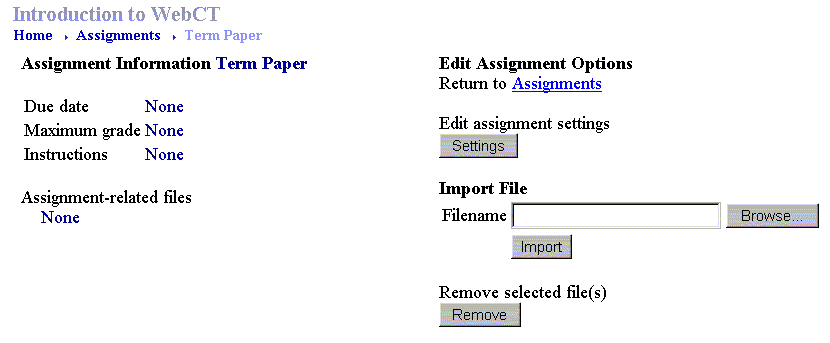 Introduction to WebCT
Home › Assignments › Term Paper
Assignment Information Term Paper
Due date None
Maximum grade None
Instructions None
Assignment-related files
None
Edit Assignment Options
Return to Assignments
Edit assignment settings
Settings
Import File
Filename Browse...
Import
Remove selected file(s)
Remove